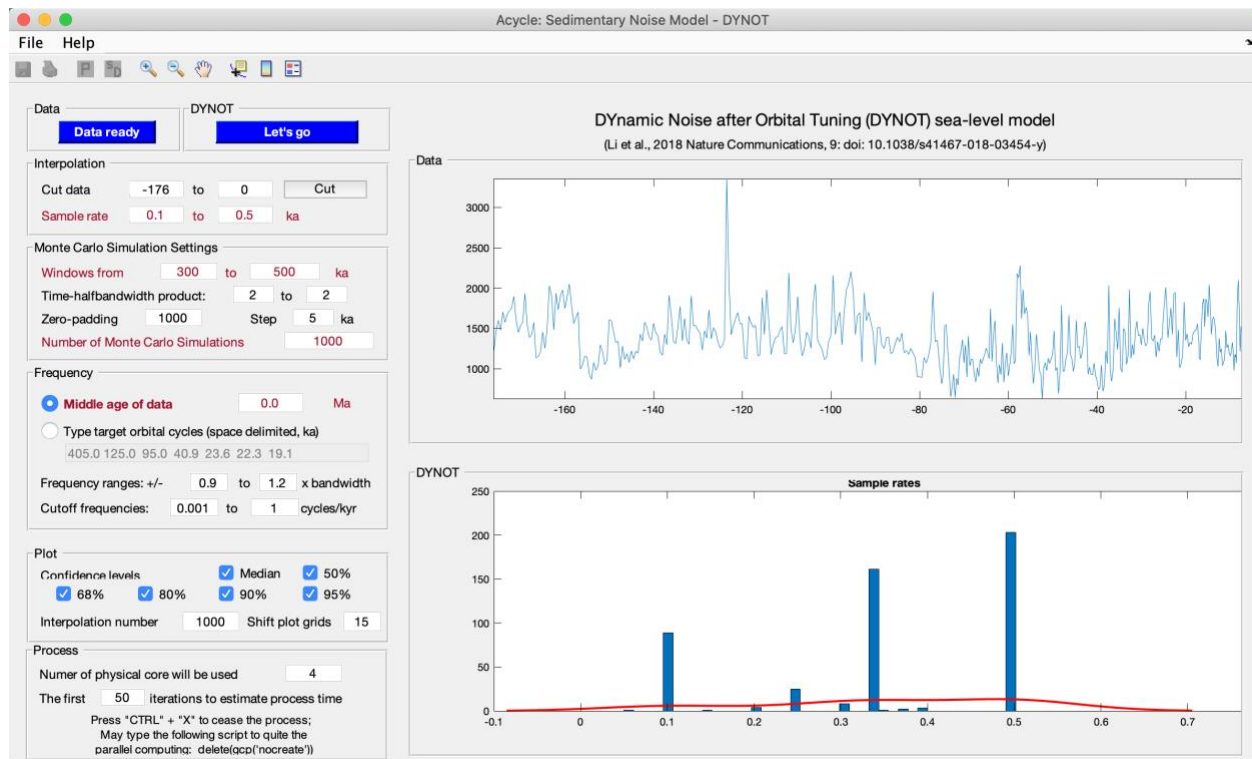 Acycle: Sedimentary Noise Model - DYNOT
File Help
Data
Data ready
DYNOT
Let's go
Interpolation
Cut data -176 to 0 Cut
Sample rate 0.1 to 0.5 ka
Monte Carlo Simulation Settings
Windows from 300 to 500 ka
Time-halfbandwidth product: 2 to 2
Zero-padding 1000 Step 5 ka
Number of Monte Carlo Simulations 1000
Frequency
Middle age of data 0.0 Ma
Type target orbital cycles (space delimited, ka)
405.0 125.0 95.0 40.9 23.6 22.3 19.1
Frequency ranges: +/- 0.9 to 1.2 x bandwidth
Cutoff frequencies: 0.001 to 1 cycles/kyr
Plot
Confidence levels Median 50%
68% 80% 90% 95%
Interpolation number 1000 Shift plot grids 15
Process
Numer of physical core will be used 4
The first 50 iterstions to estimate process time
Press "CTRL" + "X" to cease the process;
May type the following script to quite the
parallel computing: delete(gcp('nocreate'))
DYnamic Noise after Orbital Tuning (DYNOT) sea-level model
(Li et al., 2018 Nature Communications, 9: doi: 10.1038/s41467-018-03454-y)
Data
3000
2500
2000
1500
1000
-160 -140 -120 -100 -80 -60 -40 -20
DYNOT
Sample rates
250
200
150
100
50
0
-0.1 0 0.1 0.2 0.3 0.4 0.5 0.6 0.7